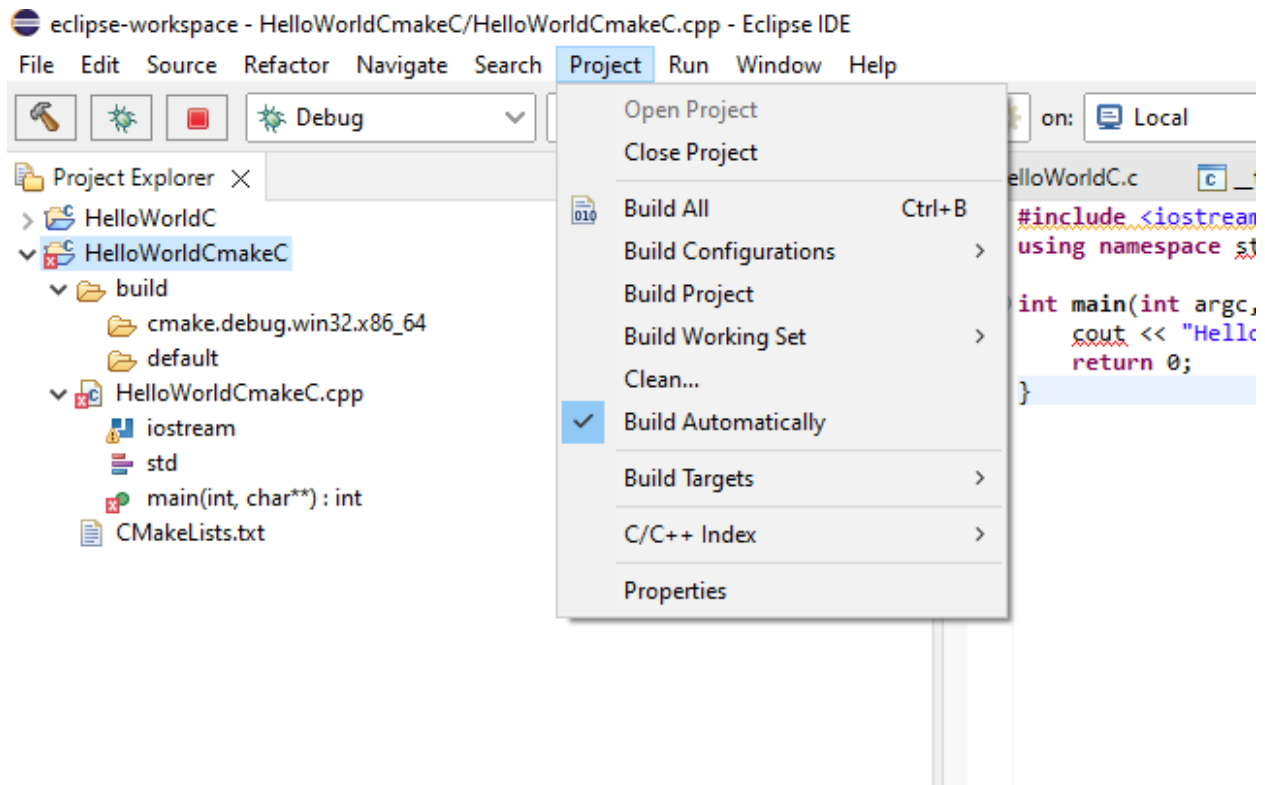 eclipse-workspace - HelloWorldCmakeC/HelloWorldCmakeC.cpp - Eclipse IDE
File Edit Source Refactor Navigate Search Project Run Window Help
Debug
on:
Local
Project Explorer
HelloWorldC
HelloWorldCmakeC
build
cmake.debug.win32.x86_64
default
HelloWorldCmakeC.cpp
iostream
std
main(int, char**) : int
CMakeLists.txt
Open Project
Close Project
010 Build All Ctrl+B
Build Configurations
Build Project
Build Working Set
Clean...
Build Automatically
Build Targets
C/C++ Index
Properties
elloWorldC.c
#include <iostream
using namespace st
int main(int argc,
cout << "Hello
return 0;
}